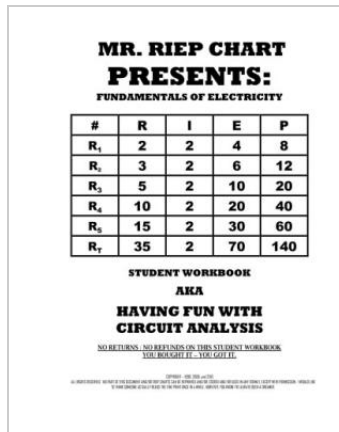 MR. RIEP CHART
PRESENTS:
FUNDAMENTALS OF ELECTRICITY
# R I E P
R₁ 2 2 4 8
R₂ 3 2 6 12
R₃ 5 2 10 20
R₄ 10 2 20 40
R₅ 15 2 30 60
R_T 35 2 70 140
STUDENT WORKBOOK
AKA
HAVING FUN WITH
CIRCUIT ANALYSIS
NO RETURNS / NO REFUNDS ON THIS STUDENT WORKBOOK
YOU BOUGHT IT – YOU GOT IT.